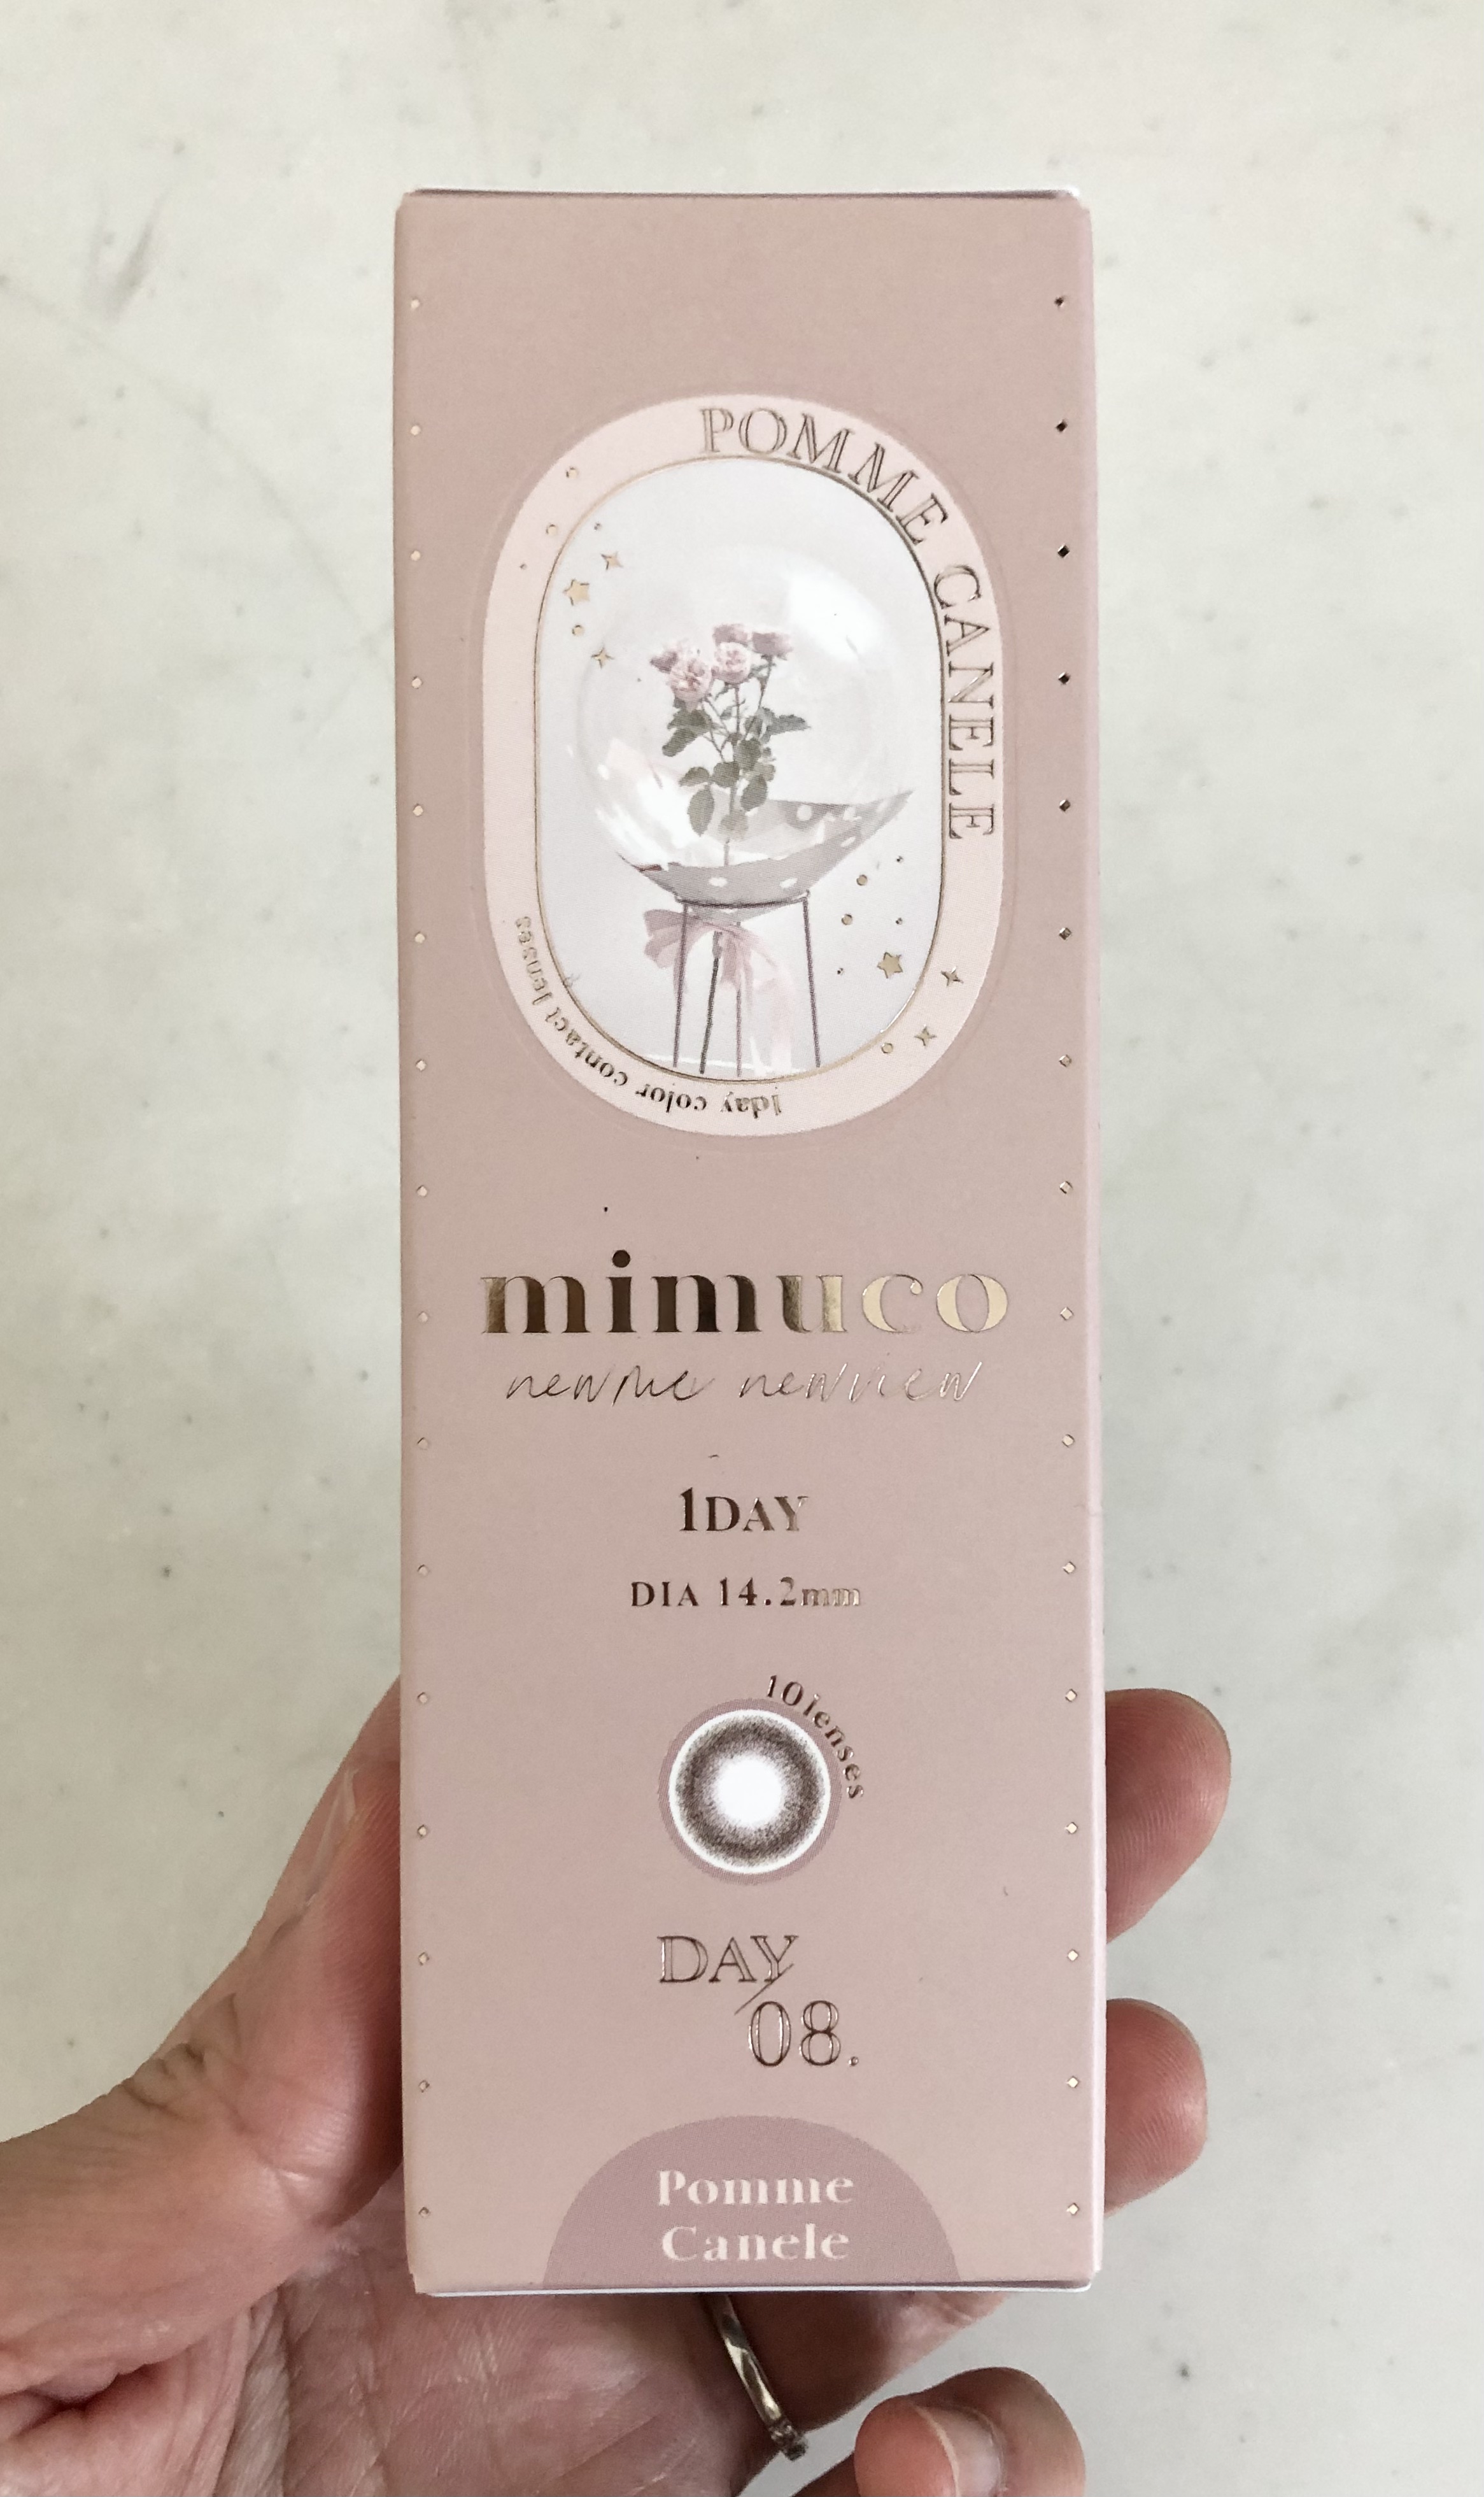 POMME CANELE
1day color contact lenses
mimuco
newme newview
1DAY
DIA 14.2mm
10lenses
DAY
08.
Pomme
Canele